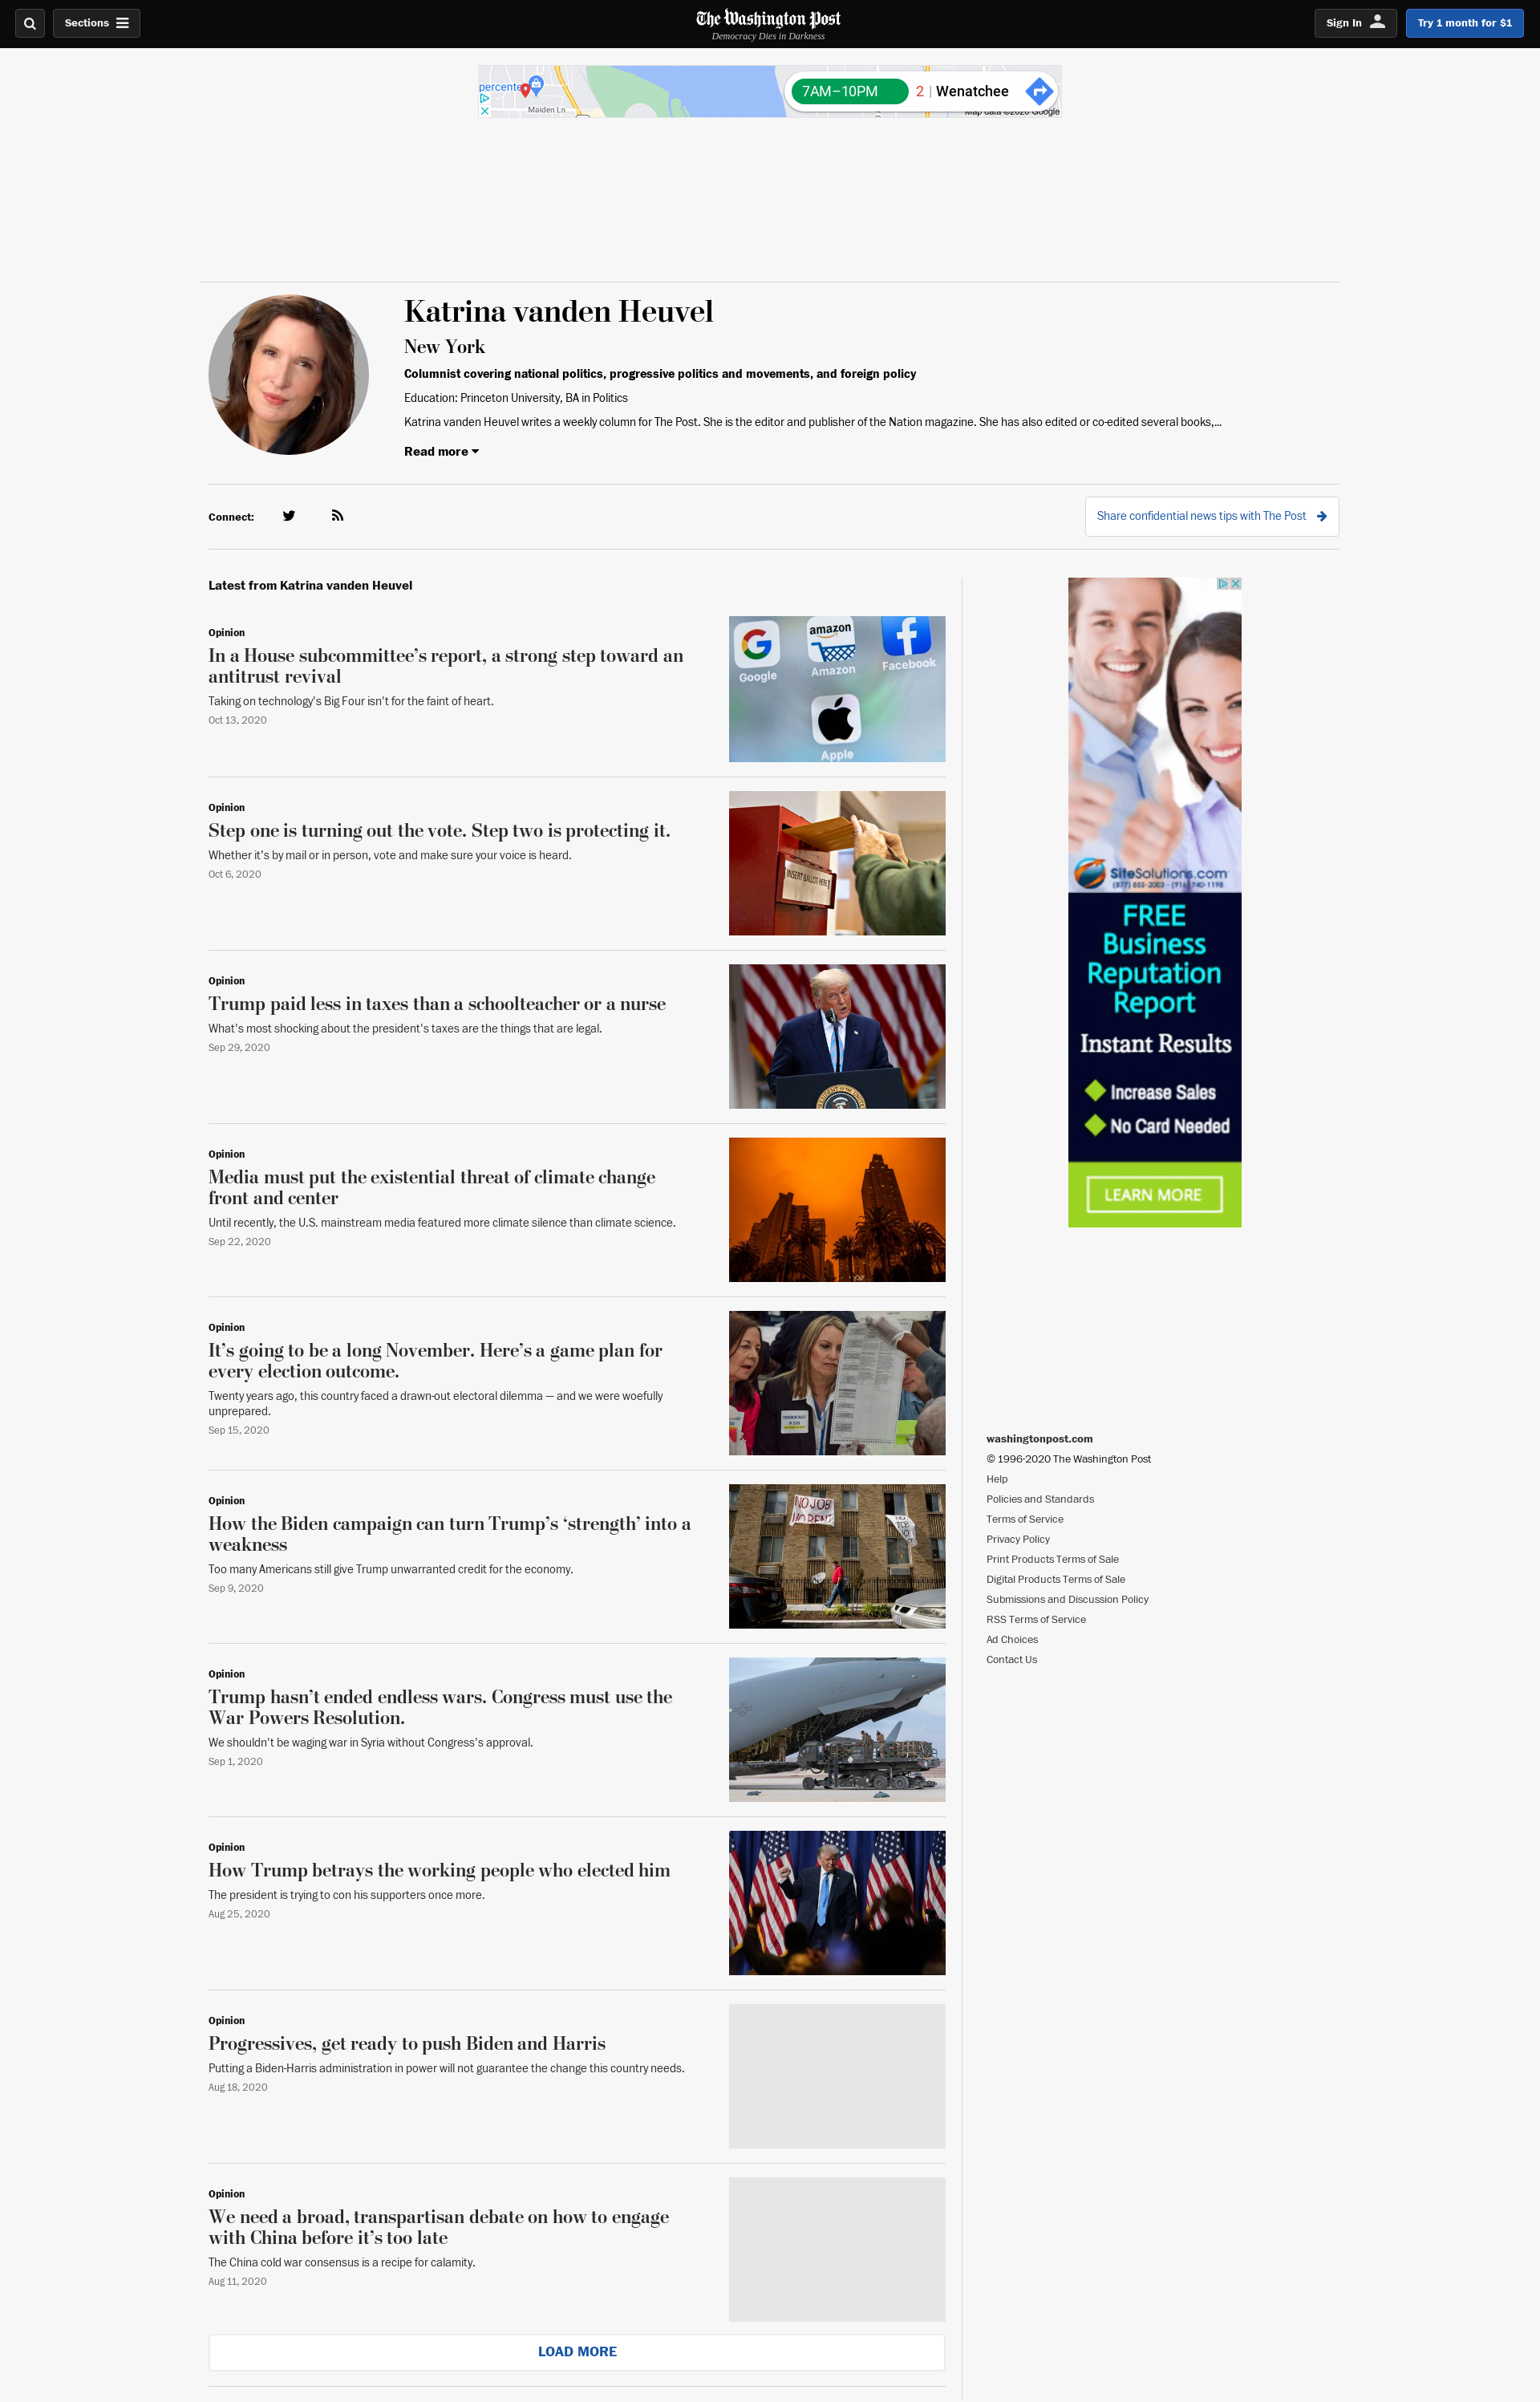 Sections
The Washington Post
Democracy Dies in Darkness
Sign In
Try 1 month for $1
percente
Maiden Ln
7AM–10PM
2 | Wenatchee
Map data ©2020 Google
Katrina vanden Heuvel
New York
Columnist covering national politics, progressive politics and movements, and foreign policy
Education: Princeton University, BA in Politics
Katrina vanden Heuvel writes a weekly column for The Post. She is the editor and publisher of the Nation magazine. She has also edited or co-edited several books,...
Read more
Connect:
Share confidential news tips with The Post
Latest from Katrina vanden Heuvel
Opinion
In a House subcommittee’s report, a strong step toward an
antitrust revival
Taking on technology's Big Four isn't for the faint of heart.
Oct 13, 2020
Google
amazon
Amazon
Facebook
Apple
Opinion
Step one is turning out the vote. Step two is protecting it.
Whether it's by mail or in person, vote and make sure your voice is heard.
Oct 6, 2020
INSERT BALLOT HERE
Opinion
Trump paid less in taxes than a schoolteacher or a nurse
What's most shocking about the president's taxes are the things that are legal.
Sep 29, 2020
Opinion
Media must put the existential threat of climate change
front and center
Until recently, the U.S. mainstream media featured more climate silence than climate science.
Sep 22, 2020
Opinion
It’s going to be a long November. Here’s a game plan for
every election outcome.
Twenty years ago, this country faced a drawn-out electoral dilemma — and we were woefully
unprepared.
Sep 15, 2020
DEMOCRAT
Opinion
How the Biden campaign can turn Trump’s ‘strength’ into a
weakness
Too many Americans still give Trump unwarranted credit for the economy.
Sep 9, 2020
NO JOB
NO RENT
Opinion
Trump hasn’t ended endless wars. Congress must use the
War Powers Resolution.
We shouldn't be waging war in Syria without Congress's approval.
Sep 1, 2020
Opinion
How Trump betrays the working people who elected him
The president is trying to con his supporters once more.
Aug 25, 2020
Opinion
Progressives, get ready to push Biden and Harris
Putting a Biden-Harris administration in power will not guarantee the change this country needs.
Aug 18, 2020
Opinion
We need a broad, transpartisan debate on how to engage
with China before it’s too late
The China cold war consensus is a recipe for calamity.
Aug 11, 2020
LOAD MORE
SiteSolutions.com
(877) 855-2003 - (916) 740-1198
FREE
Business
Reputation
Report
Instant Results
Increase Sales
No Card Needed
LEARN MORE
washingtonpost.com
© 1996-2020 The Washington Post
Help
Policies and Standards
Terms of Service
Privacy Policy
Print Products Terms of Sale
Digital Products Terms of Sale
Submissions and Discussion Policy
RSS Terms of Service
Ad Choices
Contact Us